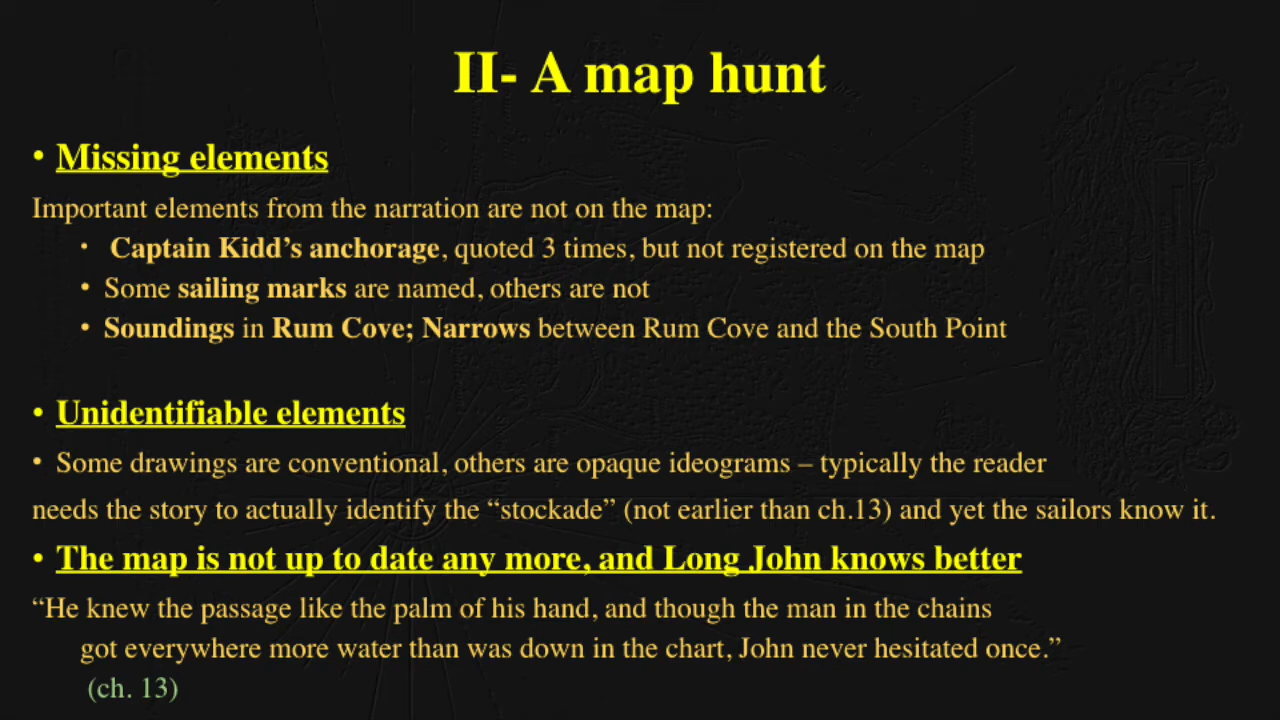 II- A map hunt
• Missing elements
Important elements from the narration are not on the map:
• Captain Kidd’s anchorage, quoted 3 times, but not registered on the map
• Some sailing marks are named, others are not
• Soundings in Rum Cove; Narrows between Rum Cove and the South Point
• Unidentifiable elements
• Some drawings are conventional, others are opaque ideograms – typically the reader
needs the story to actually identify the “stockade” (not earlier than ch.13) and yet the sailors know it.
• The map is not up to date any more, and Long John knows better
“He knew the passage like the palm of his hand, and though the man in the chains
got everywhere more water than was down in the chart, John never hesitated once.”
(ch. 13)